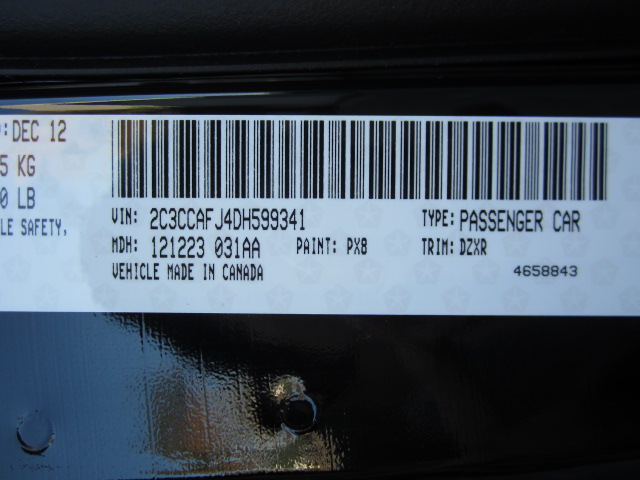 :DEC 12
5 KG
0 LB
LE SAFETY,
VIN: 2C3CCAFJ4DH599341 TYPE: PASSENGER CAR
MDH: 121223 031AA PAINT: PX8 TRIM: DZXR
VEHICLE MADE IN CANADA 4658843